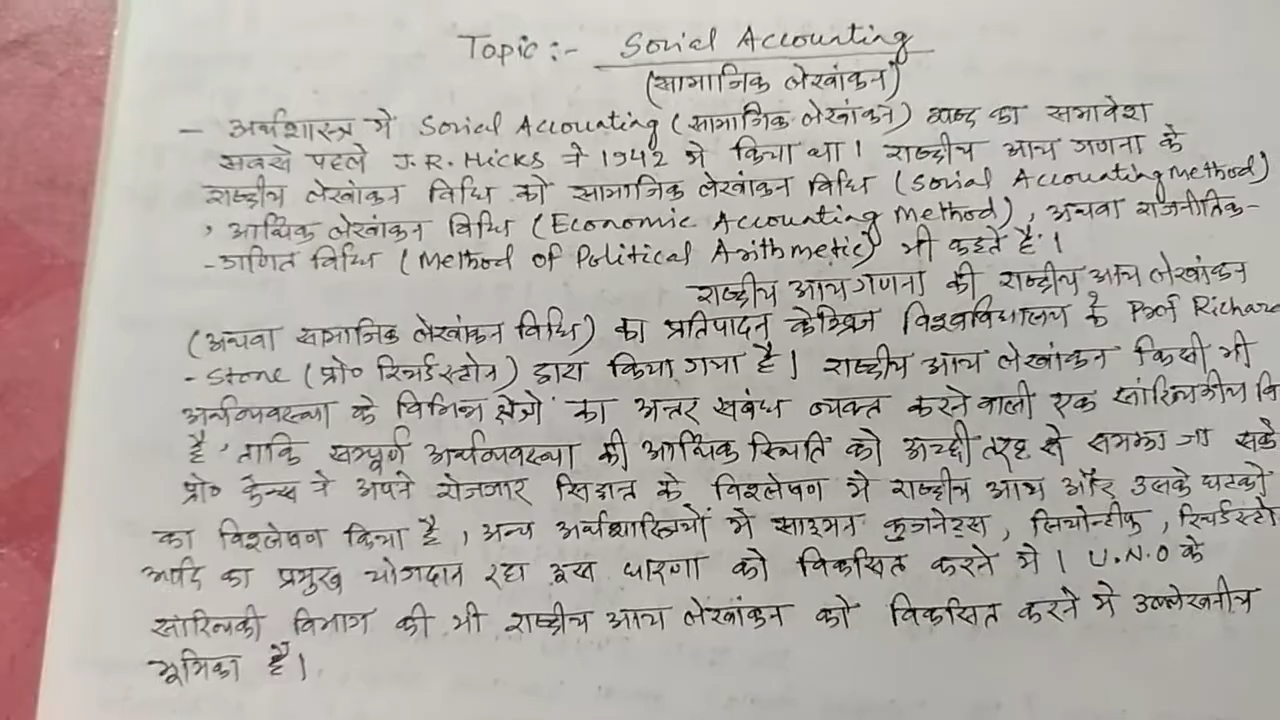 Topic :- Social Accounting
(सामाजिक लेखांकन)
- अर्थशास्त्र मे Social Accounting (सामाजिक लेखांकन) शब्द का समावेश
सबसे पहले J.R. Hicks ने 1942 मे किया था। राष्ट्रीय आय गणना के
राष्ट्रीय लेखांकन विधि को सामाजिक लेखांकन विधि (Social Accounting Method)
, आर्थिक लेखांकन विधि (Economic Accounting Method), अथवा राजनीतिक-
- गणित विधि (Method of Political Arithmetic) भी कहते है।
राष्ट्रीय आय गणना की राष्ट्रीय आय लेखांकन
(अथवा सामाजिक लेखांकन विधि) का प्रतिपादन केम्ब्रिज विश्वविद्यालय के Prof Richard
- Stone (प्रो० रिचर्ड स्टोन) द्वारा किया गया है। राष्ट्रीय आय लेखांकन किसी भी
अर्थव्यवस्था के विभिन्न क्षेत्रो का अन्तर संबंध व्यक्त करने वाली एक सांख्यिकीय वि
है, ताकि सम्पूर्ण अर्थव्यवस्था की आर्थिक स्थिति को अच्छी तरह से समझा जा सके
प्रो० केन्स ने अपने रोजगार सिद्धान्त के विश्लेषण मे राष्ट्रीय आय और उसके घटको
का विश्लेषण किया है, अन्य अर्थशास्त्रियों मे साइमन कुजनेट्स, लियोन्टीफ, रिचर्ड स्टो
आदि का प्रमुख योगदान रहा इस धारणा को विकसित करने मे। U.N.O के
सांख्यिकी विभाग की भी राष्ट्रीय आय लेखांकन को विकसित करने मे उल्लेखनीय
भूमिका है।